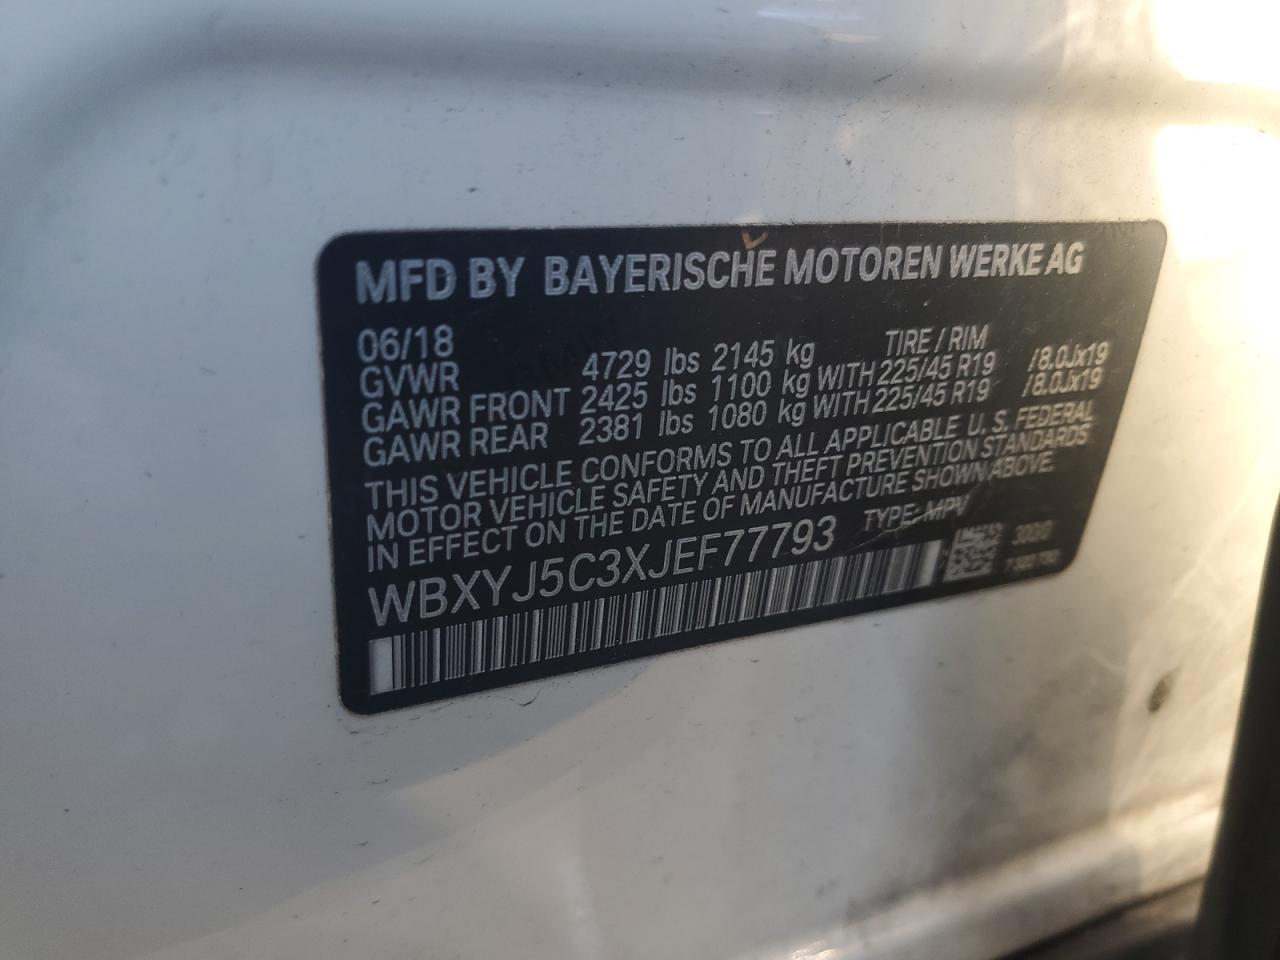 MFD BY BAYERISCHE MOTOREN WERKE AG
06/18 TIRE / RIM
GVWR 4729 lbs 2145 kg
GAWR FRONT 2425 lbs 1100 kg WITH 225/45 R19 /8.0Jx19
GAWR REAR 2381 lbs 1080 kg WITH 225/45 R19 /8.0Jx19
THIS VEHICLE CONFORMS TO ALL APPLICABLE U. S. FEDERAL
MOTOR VEHICLE SAFETY AND THEFT PREVENTION STANDARDS
IN EFFECT ON THE DATE OF MANUFACTURE SHOWN ABOVE.
WBXYJ5C3XJEF77793 TYPE: MPV